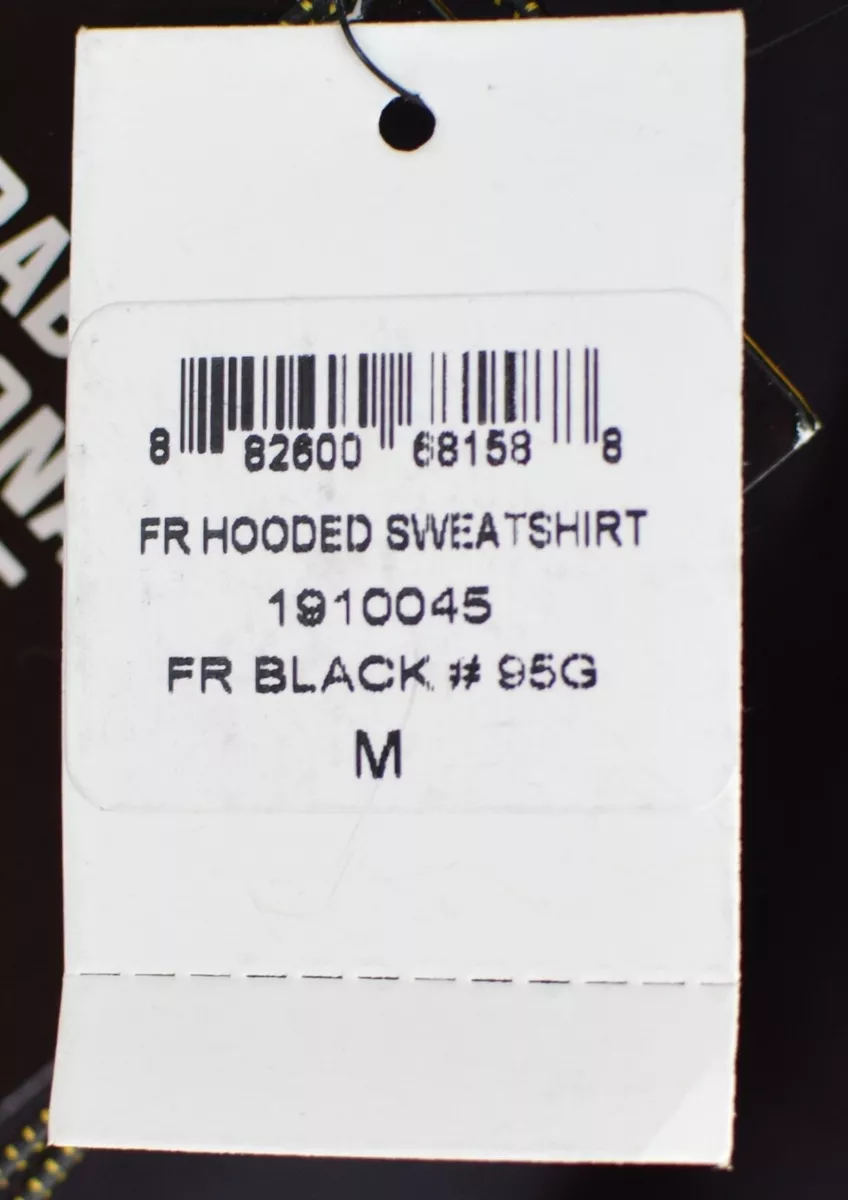 8 82600 68158 8
FR HOODED SWEATSHIRT
1910045
FR BLACK # 95G
M